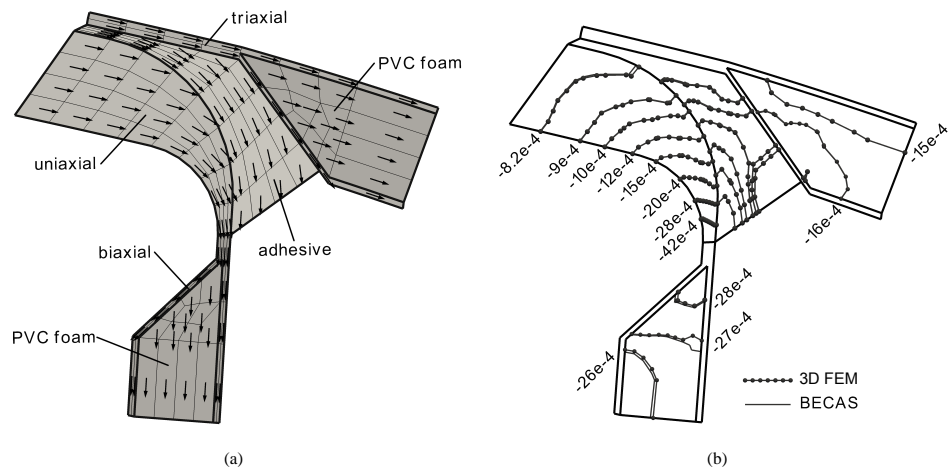 triaxial
PVC foam
uniaxial
biaxial
adhesive
PVC foam
(a)
-8.2e-4
-9e-4
-10e-4
-12e-4
-15e-4
-20e-4
-28e-4
-42e-4
-15e-4
-16e-4
-28e-4
-27e-4
-26e-4
3D FEM
BECAS
(b)